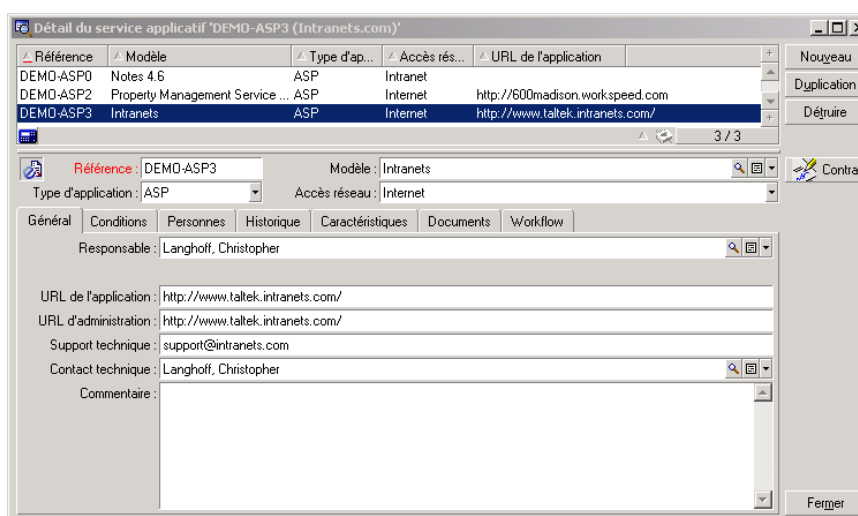 Détail du service applicatif 'DEMO-ASP3 (Intranets.com)'
Référence Modèle Type d'ap... Accès rés... URL de l'application
DEMO-ASP0 Notes 4.6 ASP Intranet
DEMO-ASP2 Property Management Service ... ASP Internet http://600madison.workspeed.com
DEMO-ASP3 Intranets ASP Internet http://www.taltek.intranets.com/
3/3
Nouveau
Duplication
Détruire
Contra
Référence : DEMO-ASP3 Modèle : Intranets
Type d'application : ASP Accès réseau : Internet
Général Conditions Personnes Historique Caractéristiques Documents Workflow
Responsable : Langhoff, Christopher
URL de l'application : http://www.taltek.intranets.com/
URL d'administration : http://www.taltek.intranets.com/
Support technique : support@intranets.com
Contact technique : Langhoff, Christopher
Commentaire :
Fermer